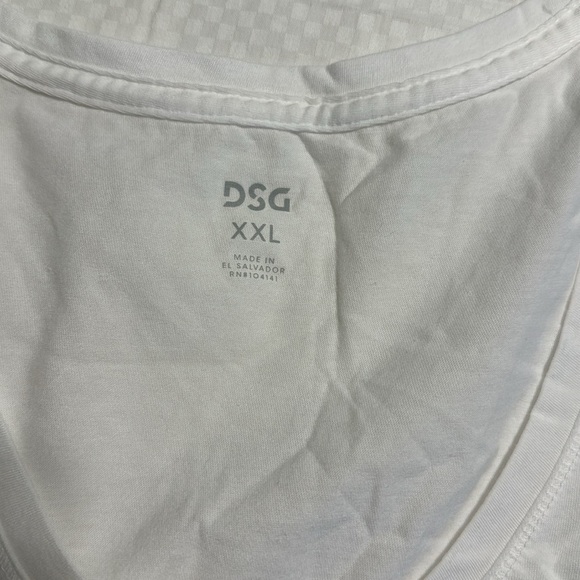 DSG
XXL
MADE IN
EL SALVADOR
RN#104141